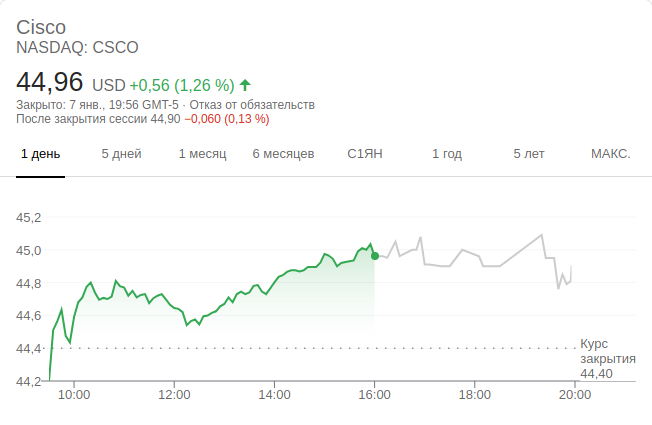 Cisco
NASDAQ: CSCO
44,96 USD +0,56 (1,26 %)
Закрыто: 7 янв., 19:56 GMT-5 · Отказ от обязательств
После закрытия сессии 44,90 −0,060 (0,13 %)
1 день 5 дней 1 месяц 6 месяцев С1ЯН 1 год 5 лет МАКС.
45,2
45,0
44,8
44,6
44,4
44,2
Курс
закрытия
44,40
10:00 12:00 14:00 16:00 18:00 20:00